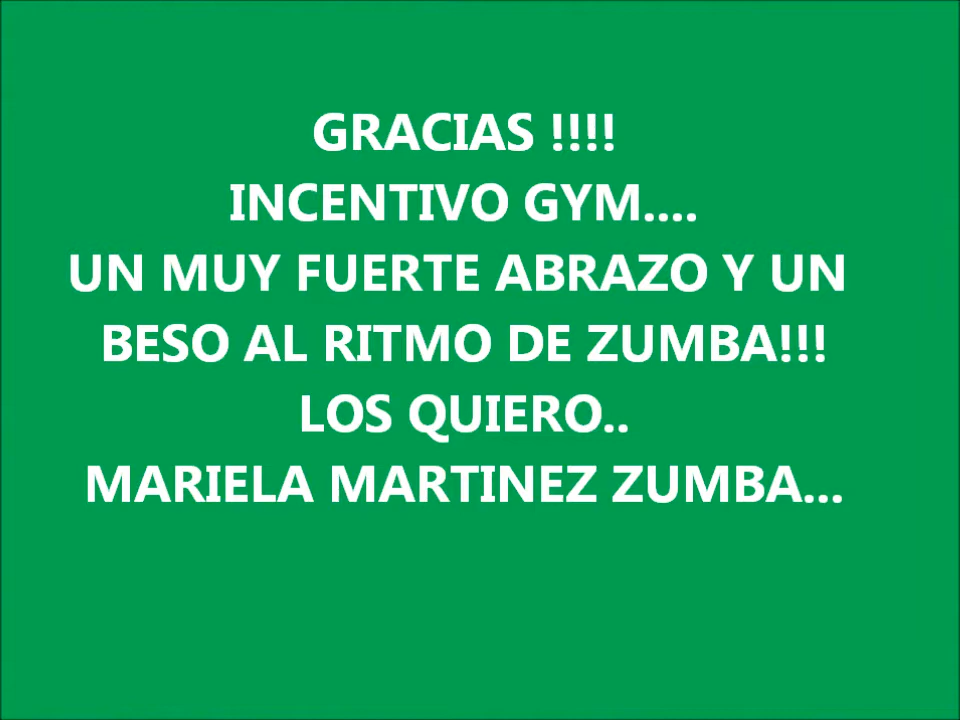 GRACIAS !!!!
INCENTIVO GYM....
UN MUY FUERTE ABRAZO Y UN
BESO AL RITMO DE ZUMBA!!!
LOS QUIERO..
MARIELA MARTINEZ ZUMBA...